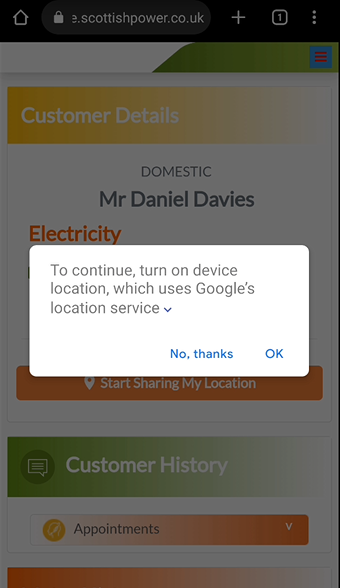 e.scottishpower.co.uk
1
Customer Details
DOMESTIC
Mr Daniel Davies
Electricity
To continue, turn on device
location, which uses Google's
location service
No, thanks OK
Start Sharing My Location
Customer History
Appointments